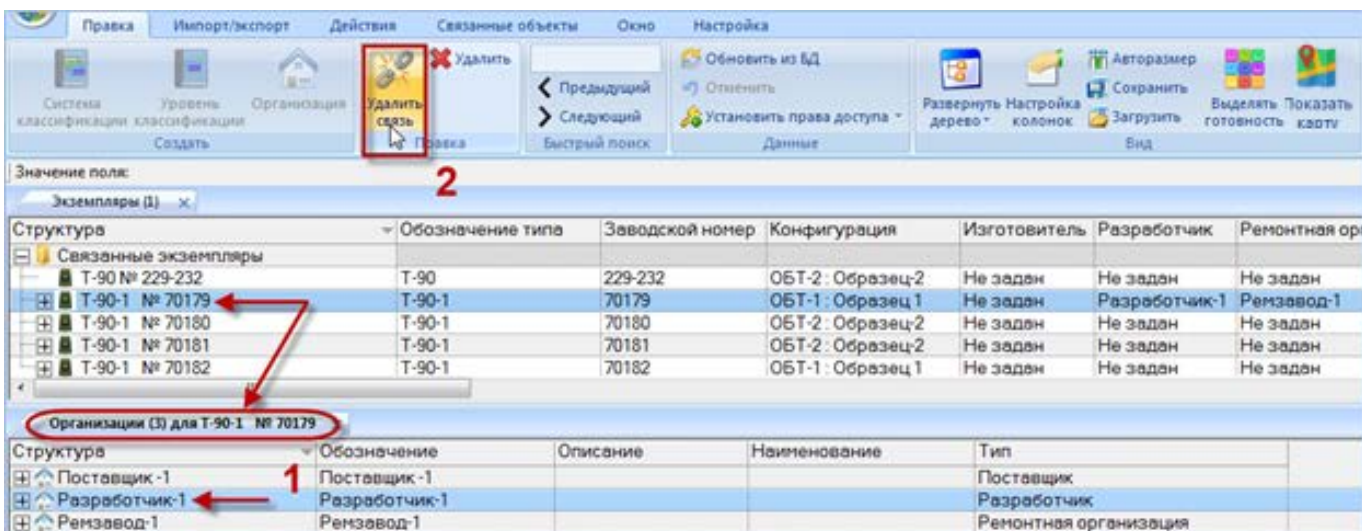 Правка Импорт/экспорт Действия Связанные объекты Окно Настройка
Система классификации
Уровень классификации
Организация
Создать
Удалить связь
Удалить
Правка
Предыдущий
Следующий
Быстрый поиск
Обновить из БД
Отменить
Установить права доступа
Данные
Развернуть дерево
Настройка колонок
Авторазмер
Сохранить
Загрузить
Выделять готовность
Показать карту
Вид
2
Значение поля:
Экземпляры (1)
Структура Обозначение типа Заводской номер Конфигурация Изготовитель Разработчик Ремонтная ор
Связанные экземпляры
Т-90 № 229-232 Т-90 229-232 ОБТ-2 : Образец-2 Не задан Не задан Не задан
Т-90-1 № 70179 Т-90-1 70179 ОБТ-1 : Образец 1 Не задан Разработчик-1 Ремзавод-1
Т-90-1 № 70180 Т-90-1 70180 ОБТ-2 : Образец-2 Не задан Не задан Не задан
Т-90-1 № 70181 Т-90-1 70181 ОБТ-2 : Образец-2 Не задан Не задан Не задан
Т-90-1 № 70182 Т-90-1 70182 ОБТ-1 : Образец 1 Не задан Не задан Не задан
Организации (3) для Т-90-1 № 70179
Структура Обозначение Описание Наименование Тип
Поставщик -1 Поставщик -1 Поставщик
1
Разработчик-1 Разработчик-1 Разработчик
Ремзавод-1 Ремзавод-1 Ремонтная организация